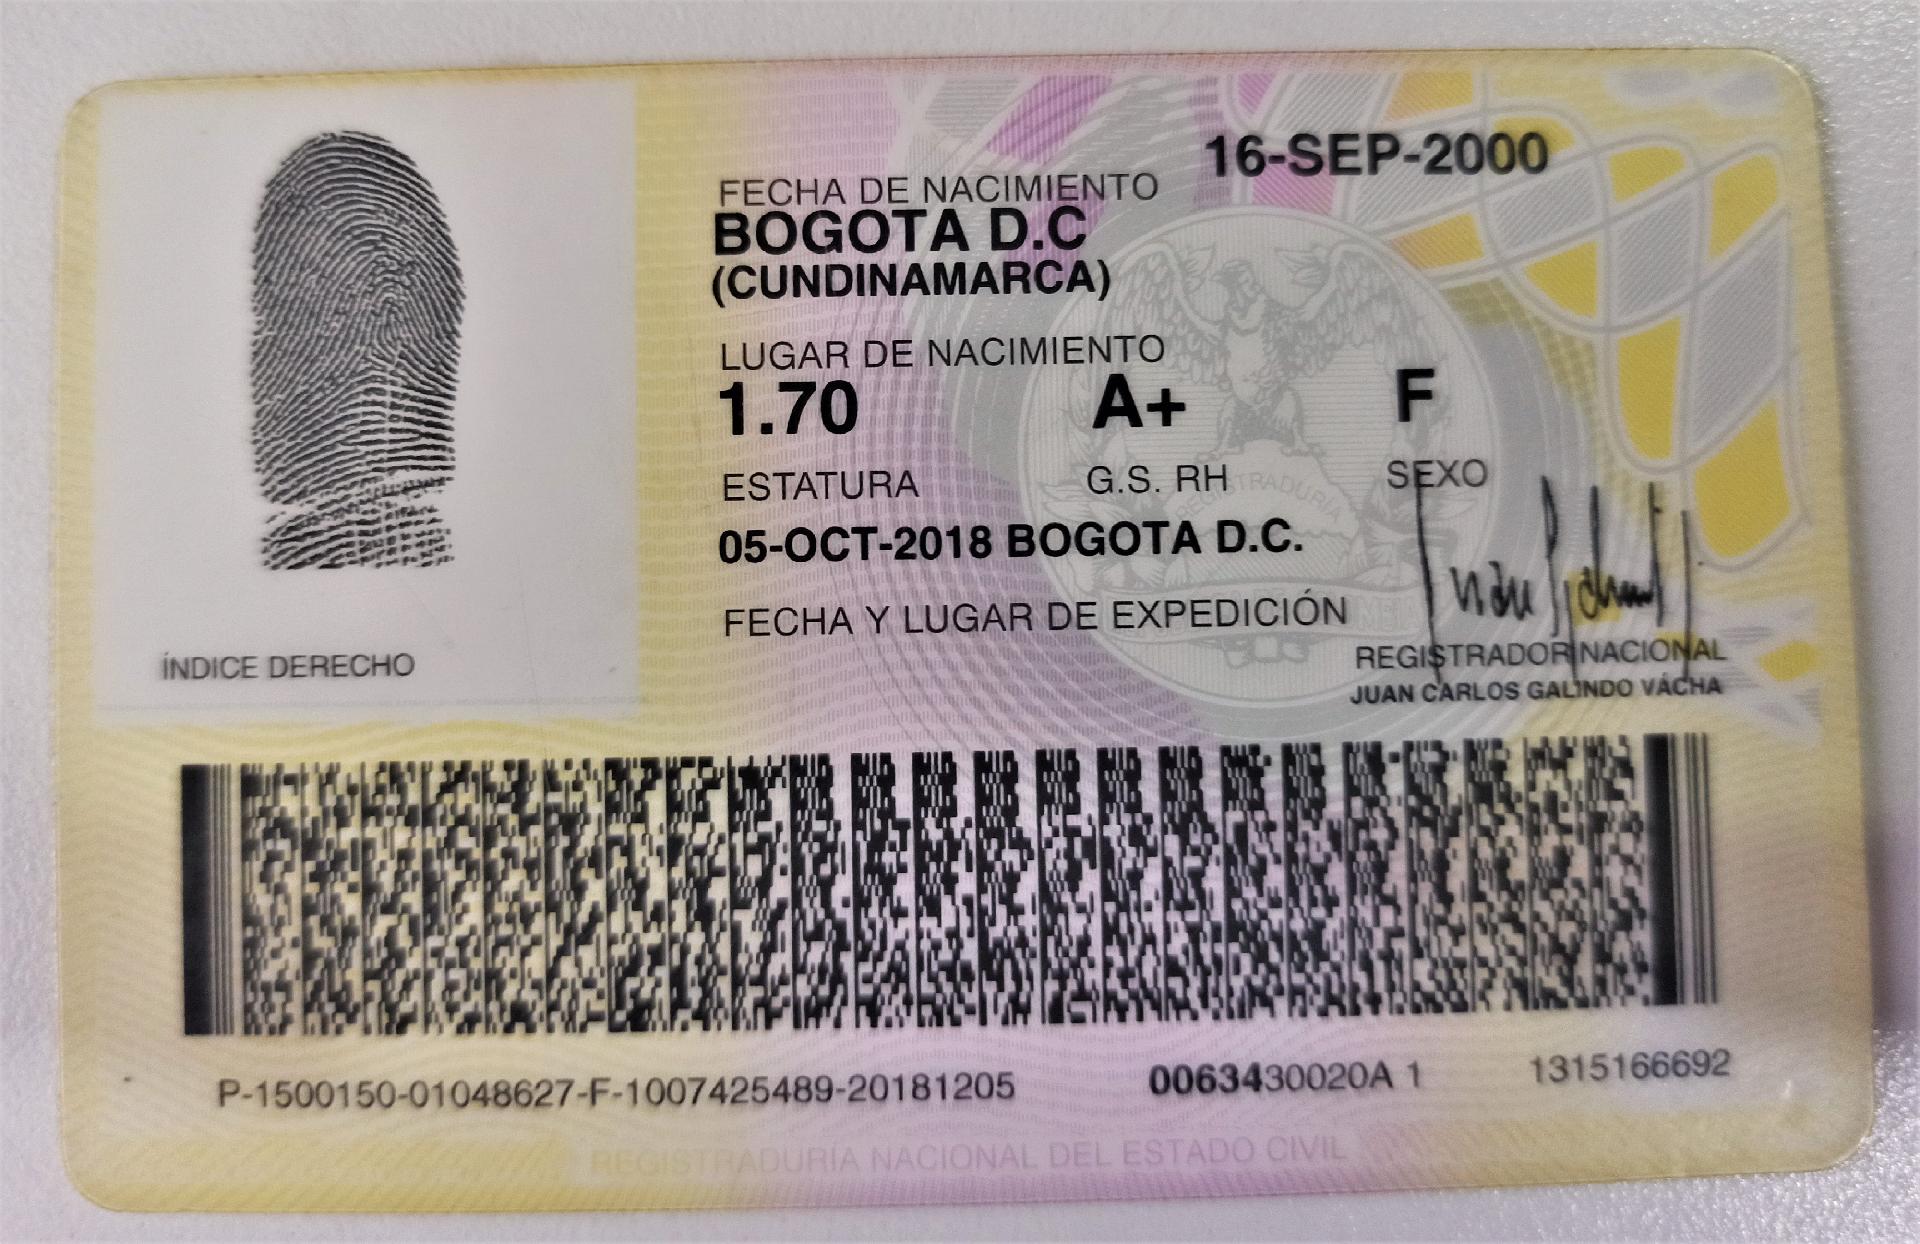 16-SEP-2000
FECHA DE NACIMIENTO
BOGOTA D.C
(CUNDINAMARCA)
LUGAR DE NACIMIENTO
1.70 A+ F
ESTATURA G.S. RH SEXO
05-OCT-2018 BOGOTA D.C.
FECHA Y LUGAR DE EXPEDICIÓN
REGISTRADOR NACIONAL
JUAN CARLOS GALINDO VÁCHA
ÍNDICE DERECHO
REGISTRADURÍA
P-1500150-01048627-F-1007425489-20181205 0063430020A 1 1315166692
REGISTRADURÍA NACIONAL DEL ESTADO CIVIL